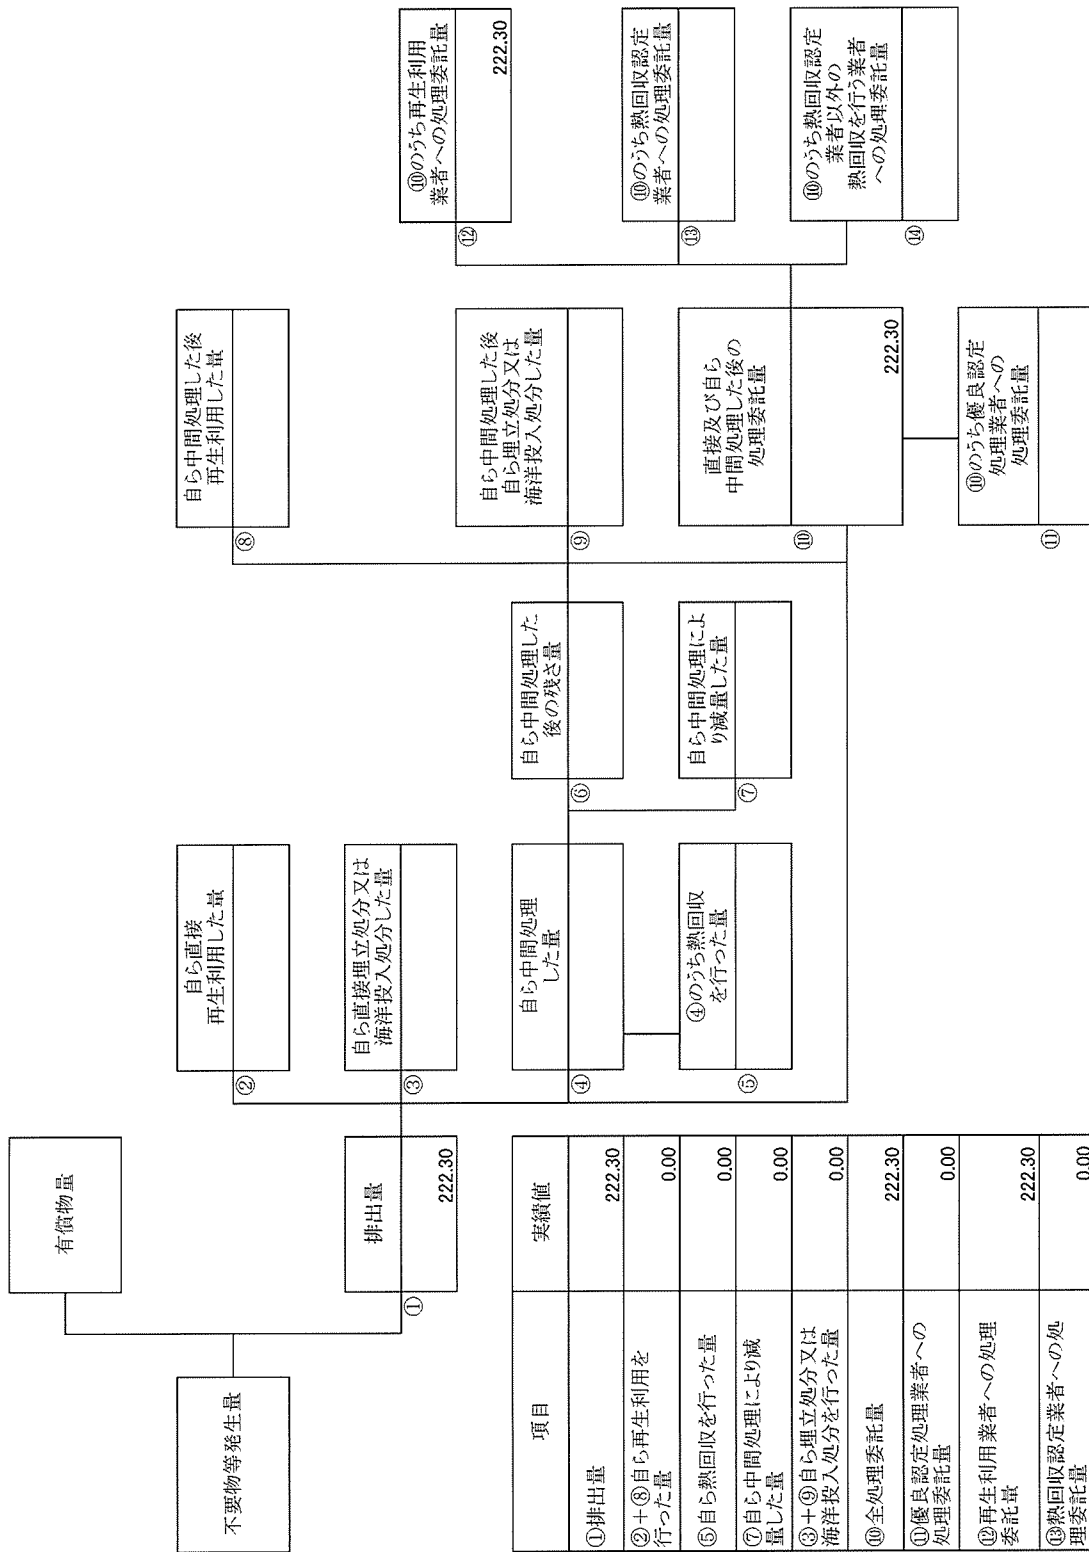 不要物等発生量
有償物量
排出量
①
222.30
自ら直接
再生利用した量
②
自ら直接埋立処分又は
海洋投入処分した量
③
自ら中間処理
した量
④
④のうち熱回収
を行った量
⑤
自ら中間処理した
後の残さ量
⑥
自ら中間処理によ
り減量した量
⑦
自ら中間処理した後
再生利用した量
⑧
自ら中間処理した後
自ら埋立処分又は
海洋投入処分した量
⑨
直接及び自ら
中間処理した後の
処理委託量
⑩
222.30
⑩のうち優良認定
処理業者への
処理委託量
⑪
⑩のうち再生利用
業者への処理委託量
⑫
222.30
⑩のうち熱回収認定
業者への処理委託量
⑬
⑩のうち熱回収認定
業者以外の
熱回収を行う業者
への処理委託量
⑭
項目 実績値
①排出量 222.30
②+⑧自ら再生利用を
行った量 0.00
⑤自ら熱回収を行った量 0.00
⑦自ら中間処理により減
量した量 0.00
③+⑨自ら埋立処分又は
海洋投入処分を行った量 0.00
⑩全処理委託量 222.30
⑪優良認定処理業者への
処理委託量 0.00
⑫再生利用業者への処理
委託量 222.30
⑬熱回収認定業者への処
理委託量 0.00